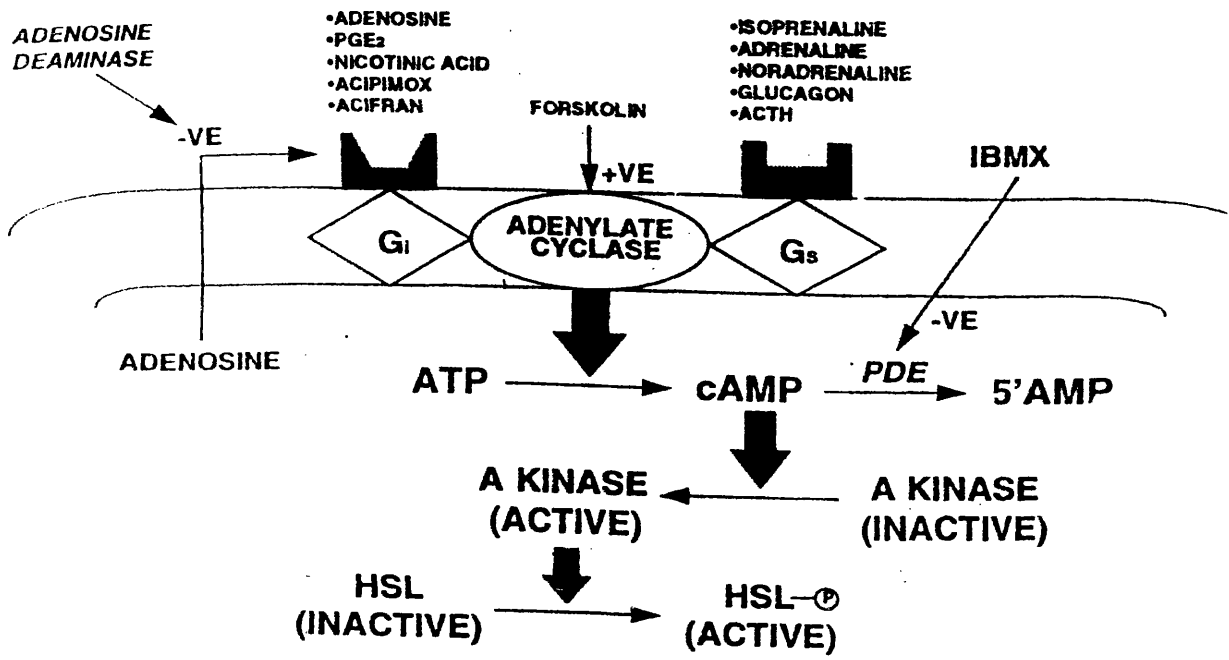 ADENOSINE
DEAMINASE
•ADENOSINE
•PGE₂
•NICOTINIC ACID
•ACIPIMOX
•ACIFRAN
FORSKOLIN
•ISOPRENALINE
•ADRENALINE
•NORADRENALINE
•GLUCAGON
•ACTH
-VE
+VE
IBMX
Gi
ADENYLATE
CYCLASE
Gs
-VE
ADENOSINE
ATP
cAMP
PDE
5'AMP
A KINASE
(ACTIVE)
A KINASE
(INACTIVE)
HSL
(INACTIVE)
HSL-P
(ACTIVE)